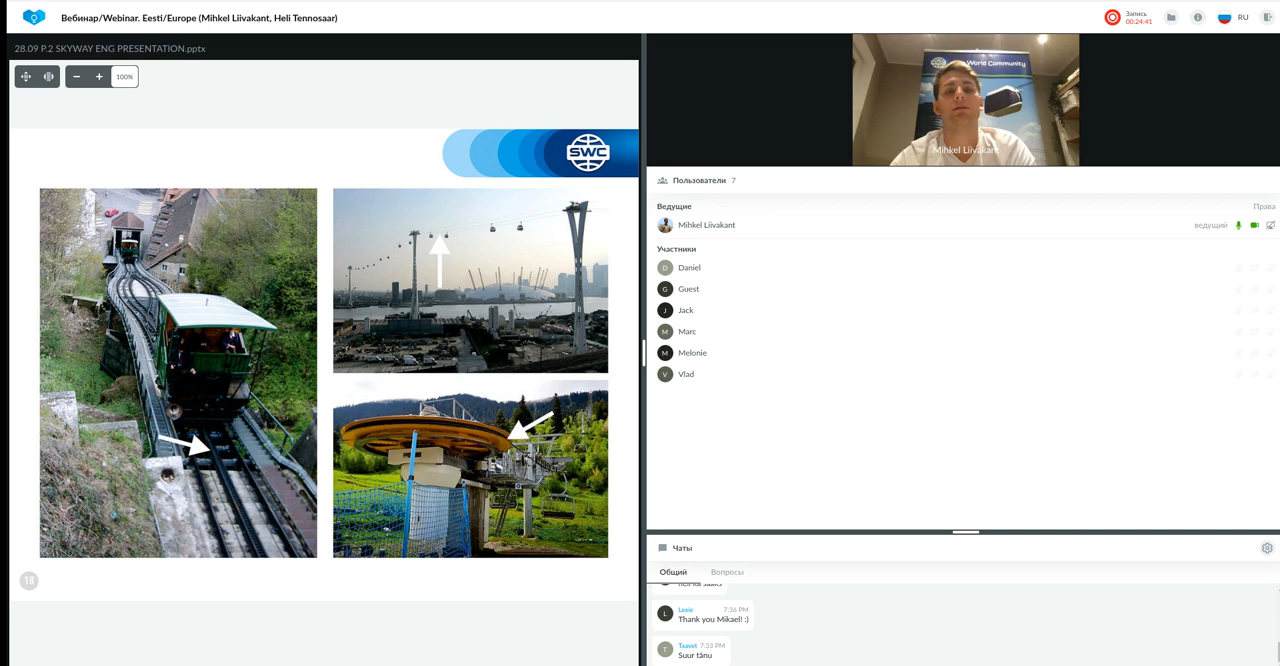 Вебинар/Webinar. Eesti/Europe (Mihkel Liivakant, Heli Tennosaar)
Запись
00:24:41
RU
28.09 P.2 SKYWAY ENG PRESENTATION.pptx
100%
SWC
18
World Community
Mihkel Liivakant
Пользователи 7
Ведущие
Права
Mihkel Liivakant
ведущий
Участники
D Daniel
G Guest
J Jack
M Marc
M Melonie
V Vlad
Чаты
Общий
Вопросы
L
Lexie 7:36 PM
Thank you Mikael! :)
T
Taavet 7:33 PM
Suur tänu